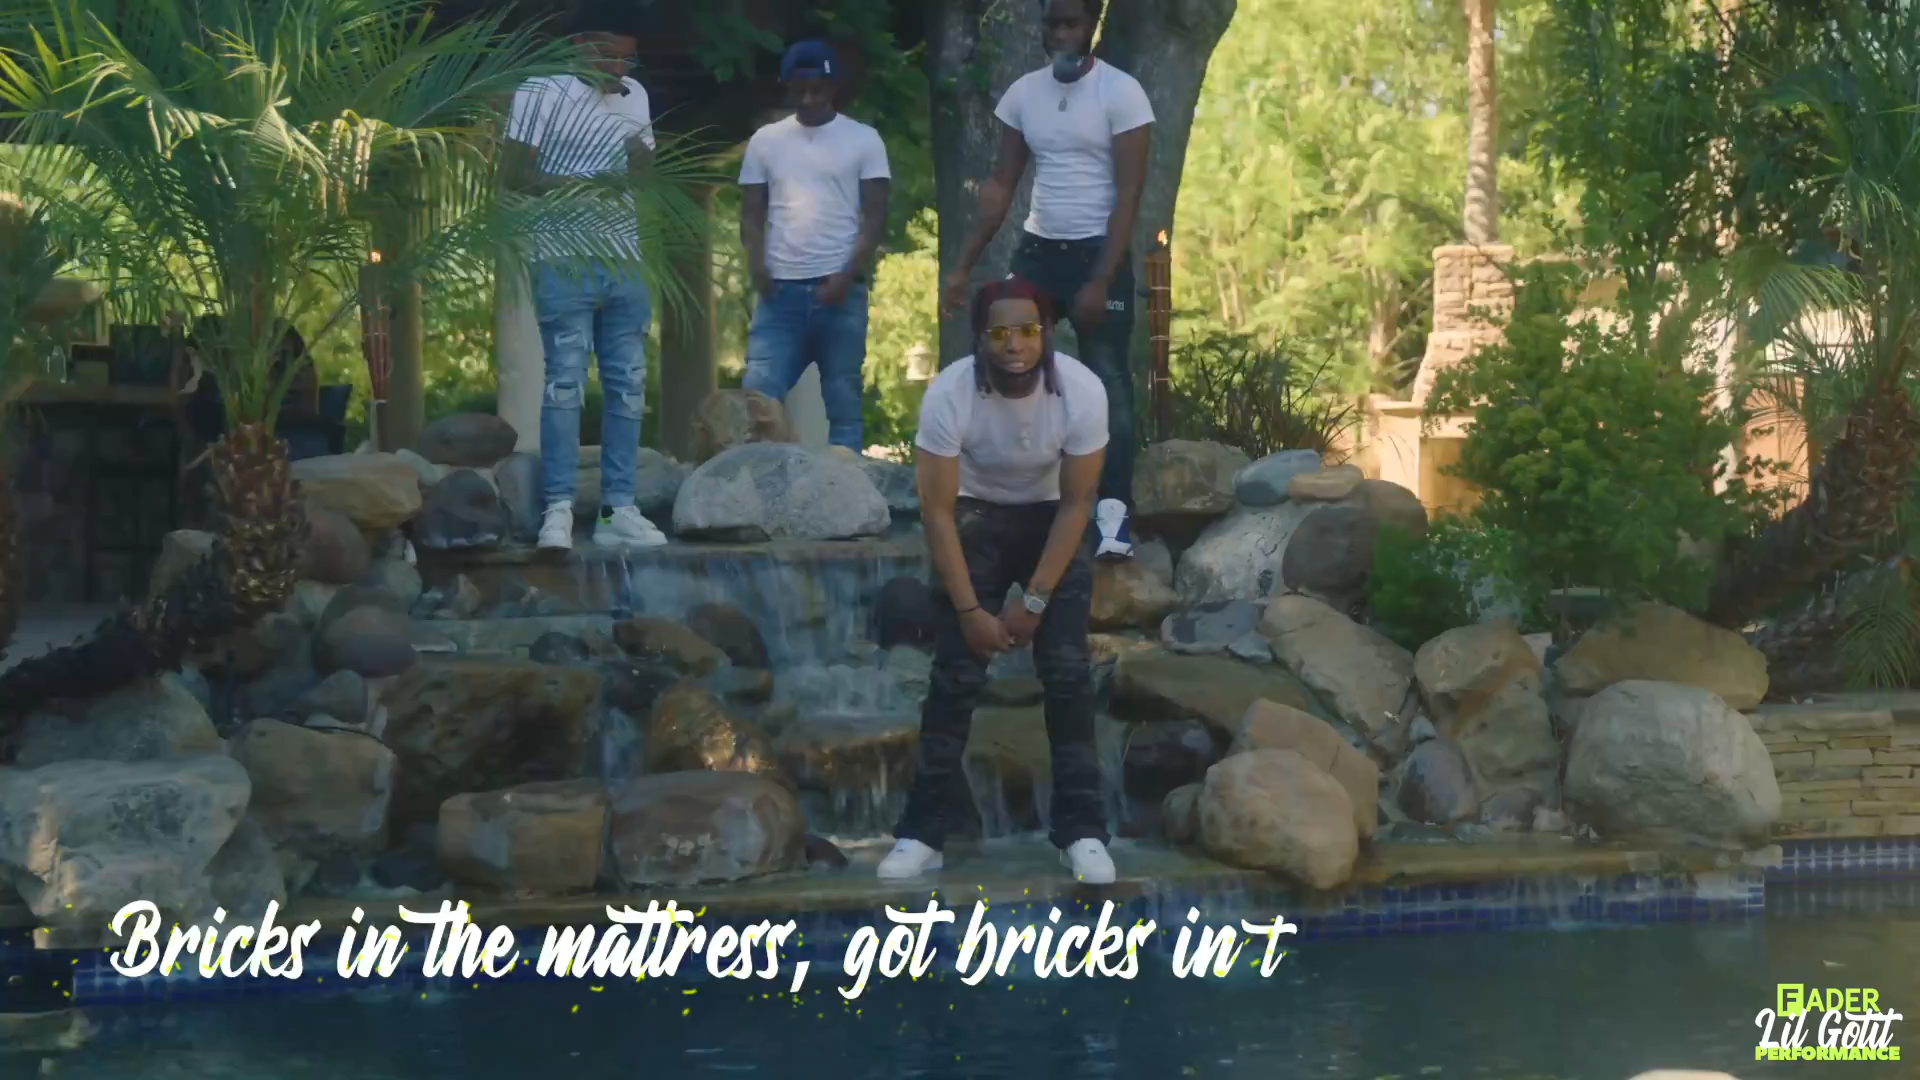 Bricks in the mattress, got bricks in t
FADER
Lil Gotit
PERFORMANCE